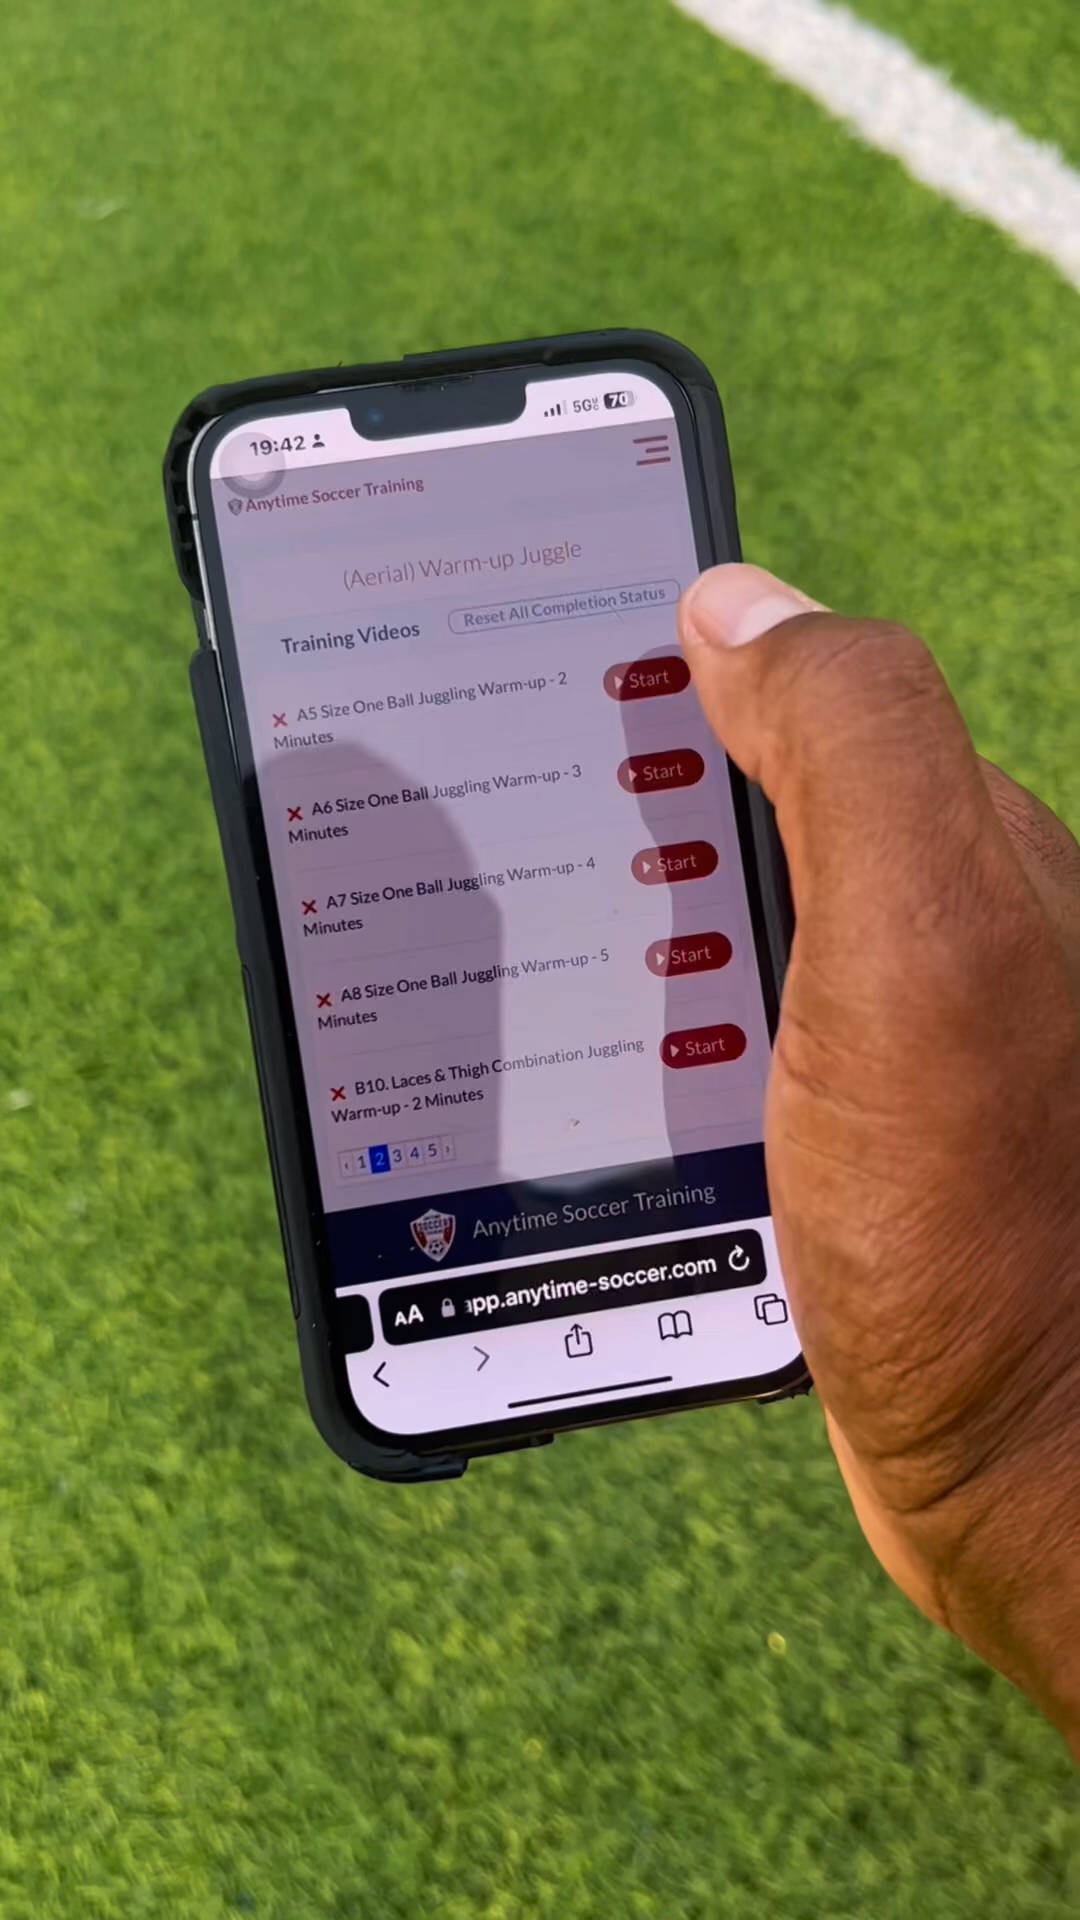 19:42
5G 70
Anytime Soccer Training
(Aerial) Warm-up Juggle
Training Videos
Reset All Completion Status
A5 Size One Ball Juggling Warm-up - 2
Minutes
Start
A6 Size One Ball Juggling Warm-up - 3
Minutes
Start
A7 Size One Ball Juggling Warm-up - 4
Minutes
Start
A8 Size One Ball Juggling Warm-up - 5
Minutes
Start
B10. Laces & Thigh Combination Juggling
Warm-up - 2 Minutes
Start
‹ 1 2 3 4 5 ›
SOCCER
Anytime Soccer Training
AA app.anytime-soccer.com